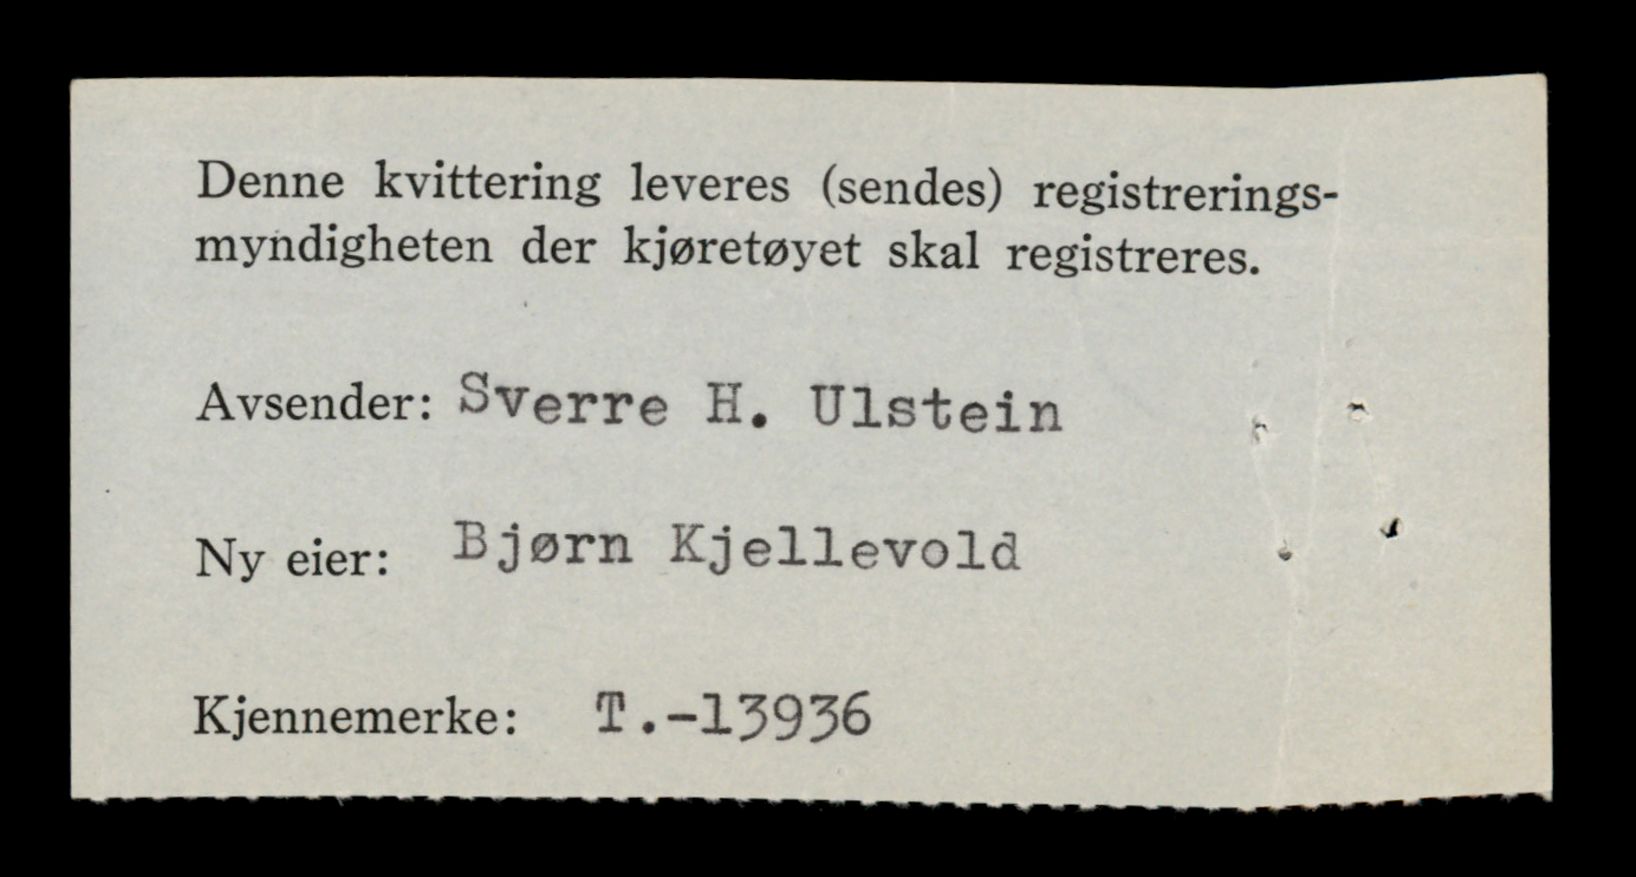 Denne kvittering leveres (sendes) registrerings-
myndigheten der kjøretøyet skal registreres.
Avsender: Sverre H. Ulstein
Ny eier: Bjørn Kjellevold
Kjennemerke: T.-13936